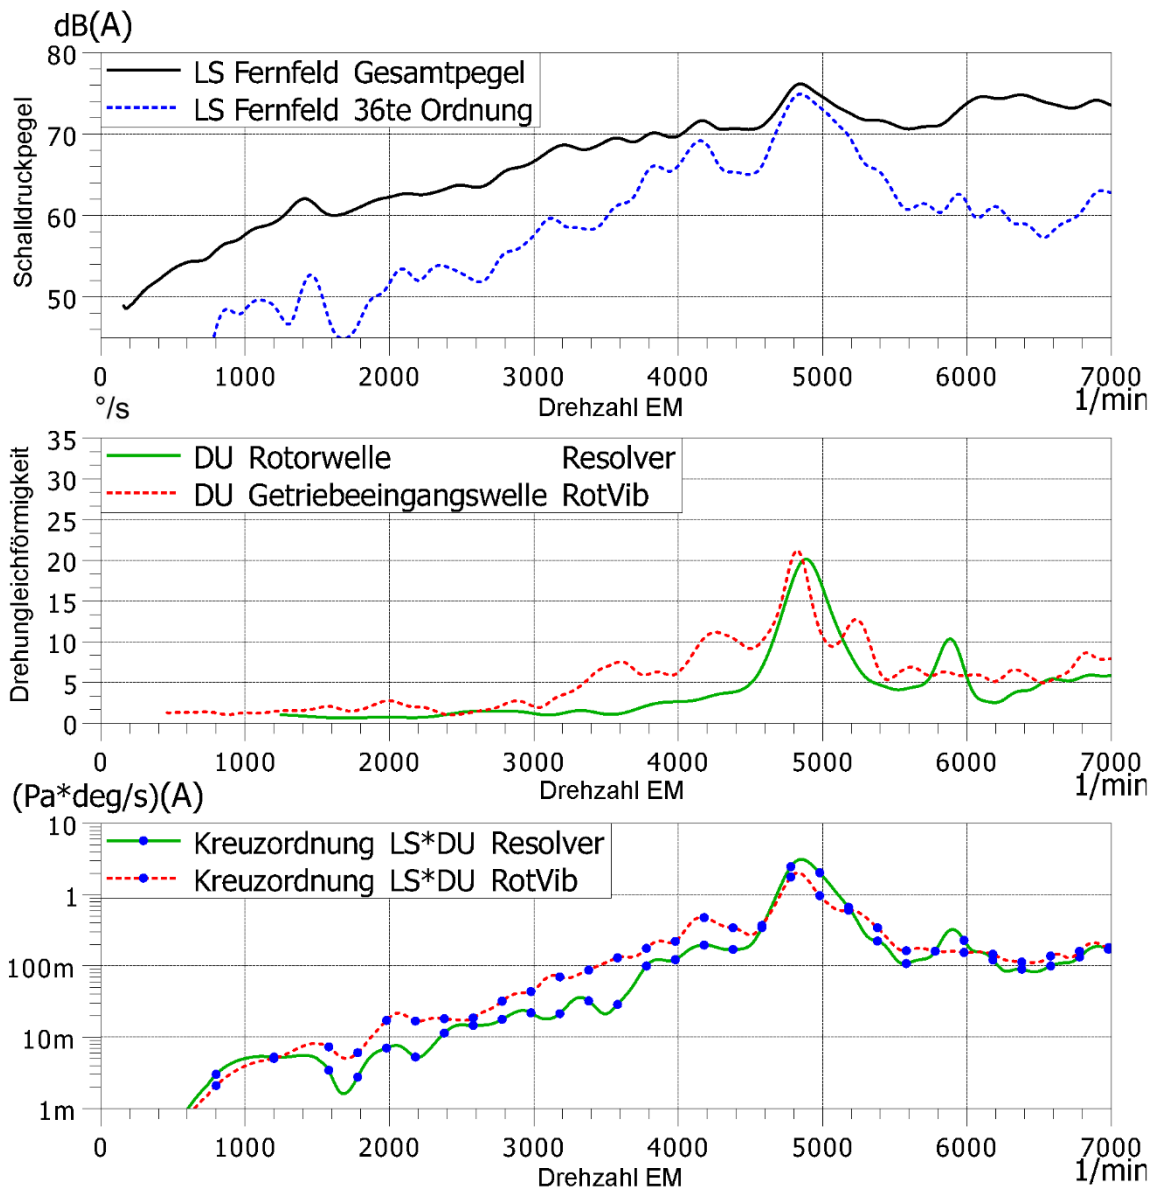 dB(A)
80
70
60
50
Schalldruckpegel
LS Fernfeld Gesamtpegel
LS Fernfeld 36te Ordnung
0 1000 2000 3000 4000 5000 6000 7000
Drehzahl EM
1/min
°/s
35
30
25
20
15
10
5
0
Drehungleichförmigkeit
DU Rotorwelle Resolver
DU Getriebeeingangswelle RotVib
0 1000 2000 3000 4000 5000 6000 7000
Drehzahl EM
1/min
(Pa*deg/s)(A)
10
1
100m
10m
1m
Kreuzordnung LS*DU Resolver
Kreuzordnung LS*DU RotVib
0 1000 2000 3000 4000 5000 6000 7000
Drehzahl EM
1/min